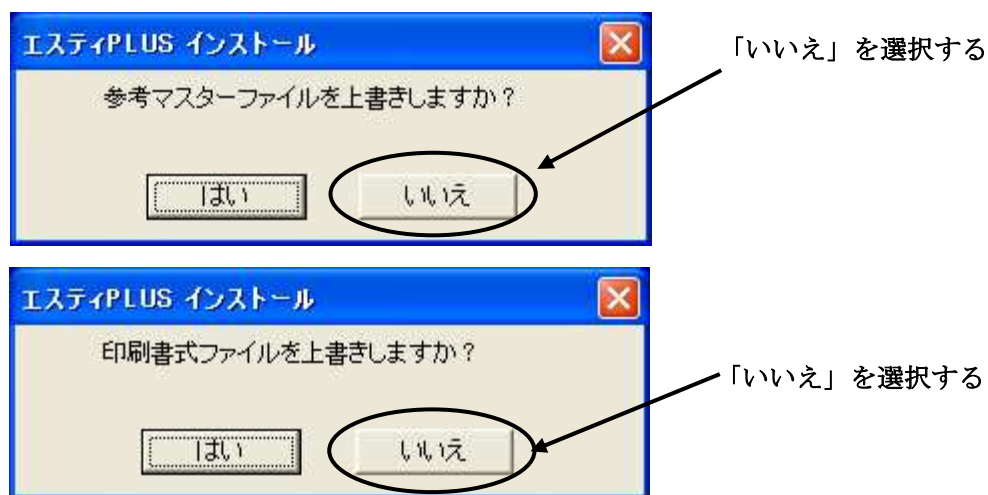 エスティPLUS インストール
「いいえ」を選択する
参考マスターファイルを上書きしますか？
はい いいえ
エスティPLUS インストール
印刷書式ファイルを上書きしますか？
「いいえ」を選択する
はい いいえ